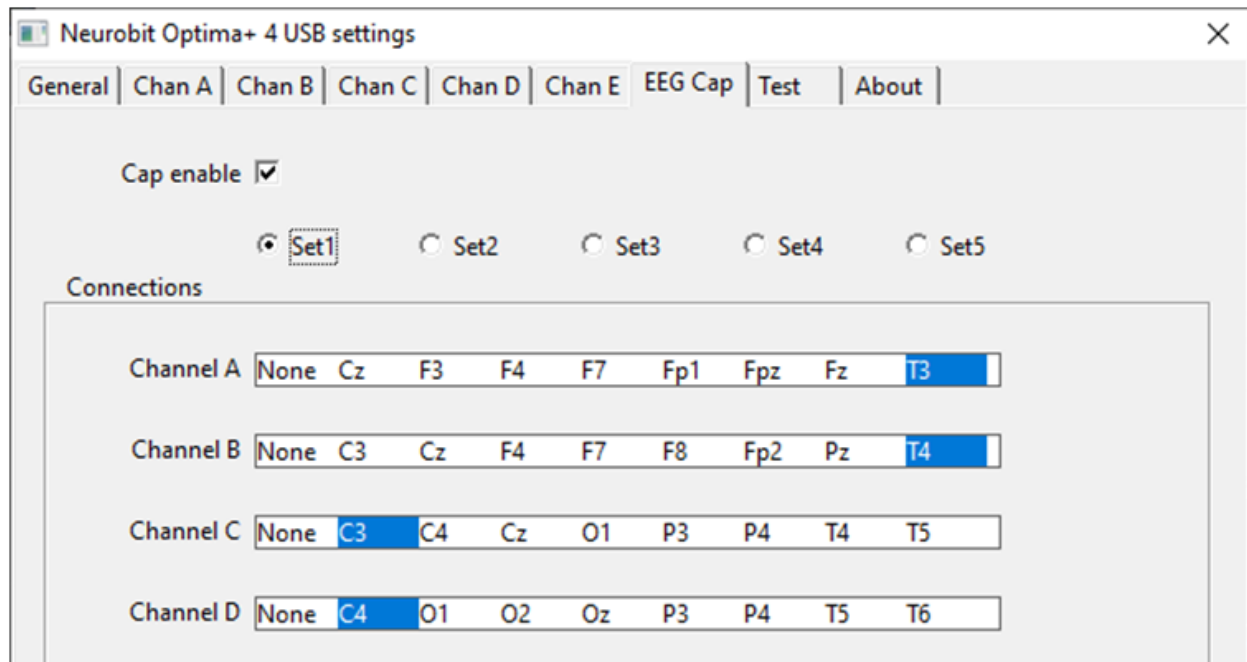 Neurobit Optima+ 4 USB settings
General Chan A Chan B Chan C Chan D Chan E EEG Cap Test About
Cap enable
Set1 Set2 Set3 Set4 Set5
Connections
Channel A None Cz F3 F4 F7 Fp1 Fpz Fz T3
Channel B None C3 Cz F4 F7 F8 Fp2 Pz T4
Channel C None C3 C4 Cz O1 P3 P4 T4 T5
Channel D None C4 O1 O2 Oz P3 P4 T5 T6